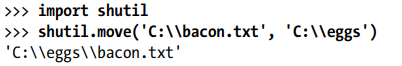 >>> import shutil
>>> shutil.move('C:\\bacon.txt', 'C:\\eggs')
'C:\\eggs\\bacon.txt'